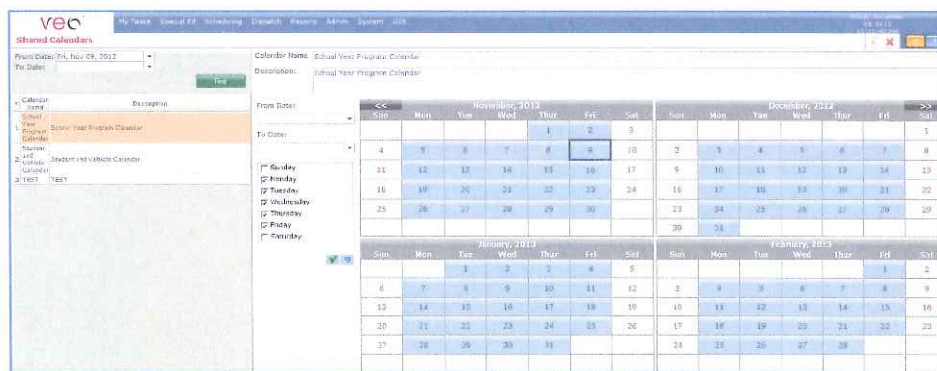 veo
My Tasks Special Ed Scheduling Dispatch Reports Admin System GIS
Shared Calendars
From Date: Fri, Nov 09, 2012
To Date:
Find
Calendar Name Description
1 School Year Program Calendar School Year Program Calendar
2 Student and Vehicle Calendar Student and Vehicle Calendar
3 TEST TEST
Calendar Name: School Year Program Calendar
Description: School Year Program Calendar
From Date:
To Date:
Sunday
Monday
Tuesday
Wednesday
Thursday
Friday
Saturday
<< November, 2012
Sun Mon Tue Wed Thur Fri Sat
1 2 3
4 5 6 7 8 9 10
11 12 13 14 15 16 17
18 19 20 21 22 23 24
25 26 27 28 29 30
December, 2012 >>
Sun Mon Tue Wed Thur Fri Sat
1
2 3 4 5 6 7 8
9 10 11 12 13 14 15
16 17 18 19 20 21 22
23 24 25 26 27 28 29
30 31
January, 2013
Sun Mon Tue Wed Thur Fri Sat
1 2 3 4 5
6 7 8 9 10 11 12
13 14 15 16 17 18 19
20 21 22 23 24 25 26
27 28 29 30 31
February, 2013
Sun Mon Tue Wed Thur Fri Sat
1 2
3 4 5 6 7 8 9
10 11 12 13 14 15 16
17 18 19 20 21 22 23
24 25 26 27 28